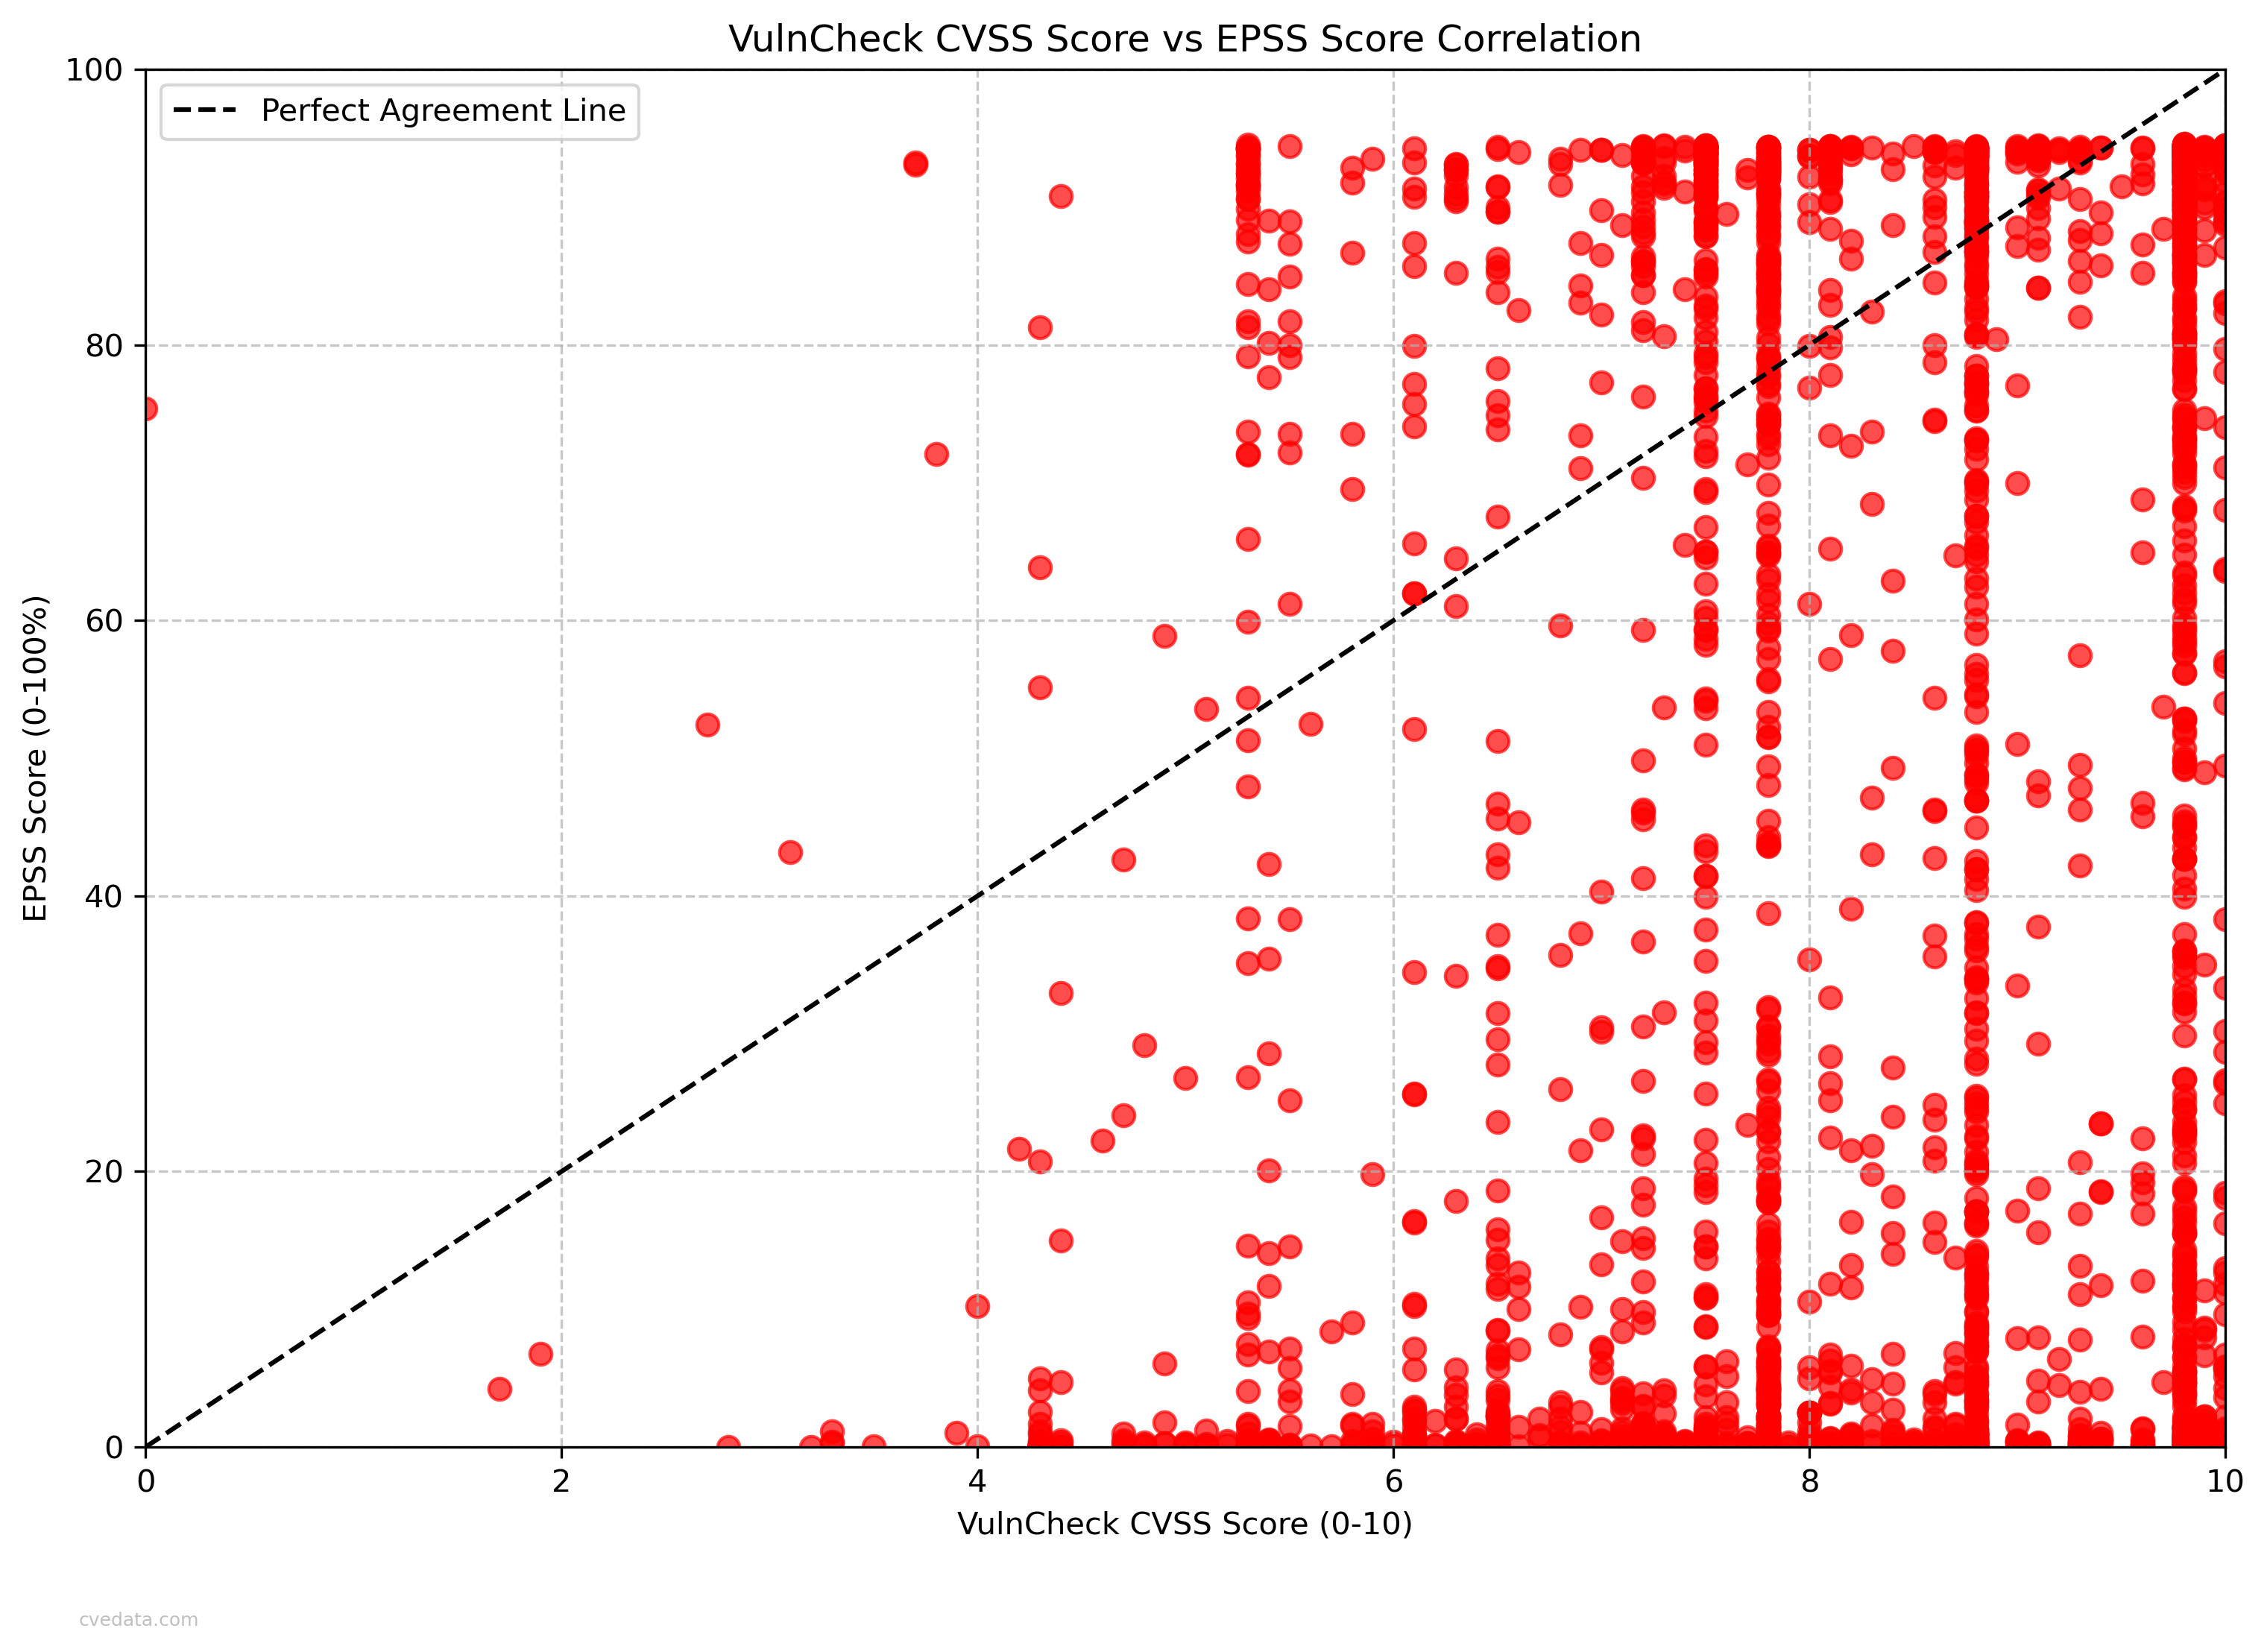 VulnCheck CVSS Score vs EPSS Score Correlation
Perfect Agreement Line
100
80
60
40
20
0
EPSS Score (0-100%)
0 2 4 6 8 10
VulnCheck CVSS Score (0-10)
cvedata.com